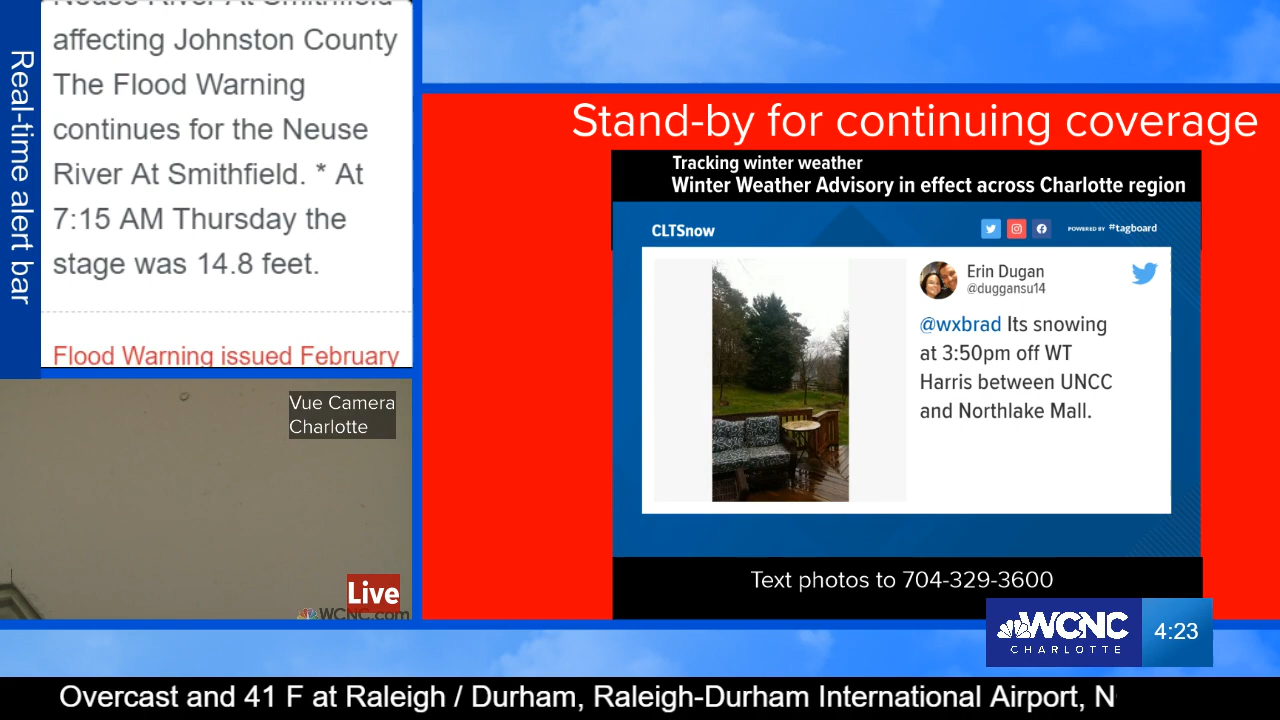 Real-time alert bar
Neuse River At Smithfield
affecting Johnston County
The Flood Warning
continues for the Neuse
River At Smithfield. * At
7:15 AM Thursday the
stage was 14.8 feet.
Flood Warning issued February
Vue Camera
Charlotte
Live
WCNC.com
Stand-by for continuing coverage
Tracking winter weather
Winter Weather Advisory in effect across Charlotte region
CLTSnow
POWERED BY #tagboard
Erin Dugan
@duggansu14
@wxbrad Its snowing
at 3:50pm off WT
Harris between UNCC
and Northlake Mall.
Text photos to 704-329-3600
WCNC
CHARLOTTE
4:23
Overcast and 41 F at Raleigh / Durham, Raleigh-Durham International Airport, N